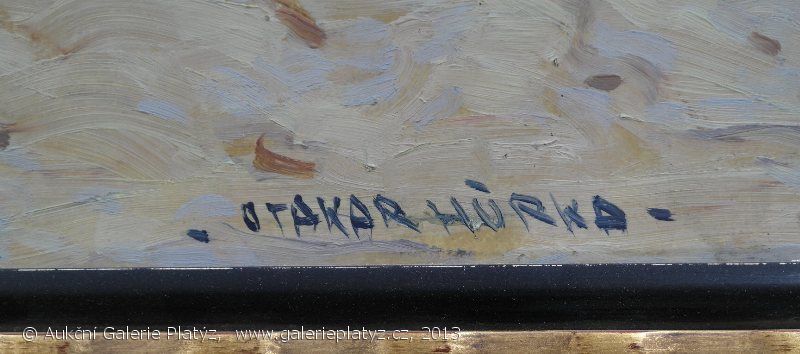 OTAKAR HŮRKA
© Aukční Galerie Platýz, www.galerieplatyz.cz, 2013